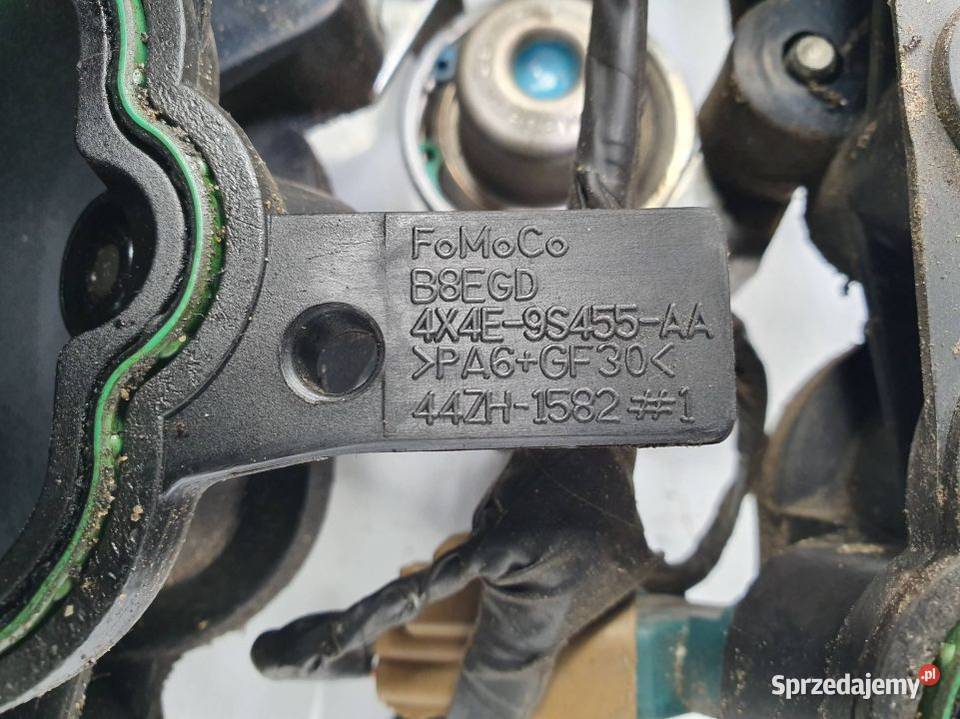 FoMoCo
B8EGD
4X4E-9S455-AA
>PA6+GF30<
44ZH-1582 #1
Sprzedajemy.pl